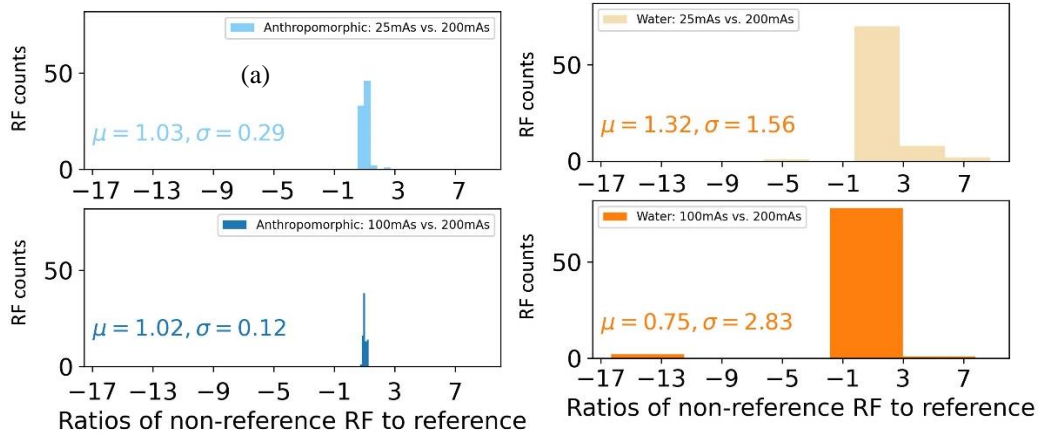 RF counts
50
0
Anthropomorphic: 25mAs vs. 200mAs
(a)
μ = 1.03, σ = 0.29
−17 −13 −9 −5 −1 3 7
RF counts
50
0
Water: 25mAs vs. 200mAs
μ = 1.32, σ = 1.56
−17 −13 −9 −5 −1 3 7
RF counts
50
0
Anthropomorphic: 100mAs vs. 200mAs
μ = 1.02, σ = 0.12
−17 −13 −9 −5 −1 3 7
Ratios of non-reference RF to reference
RF counts
50
0
Water: 100mAs vs. 200mAs
μ = 0.75, σ = 2.83
−17 −13 −9 −5 −1 3 7
Ratios of non-reference RF to reference